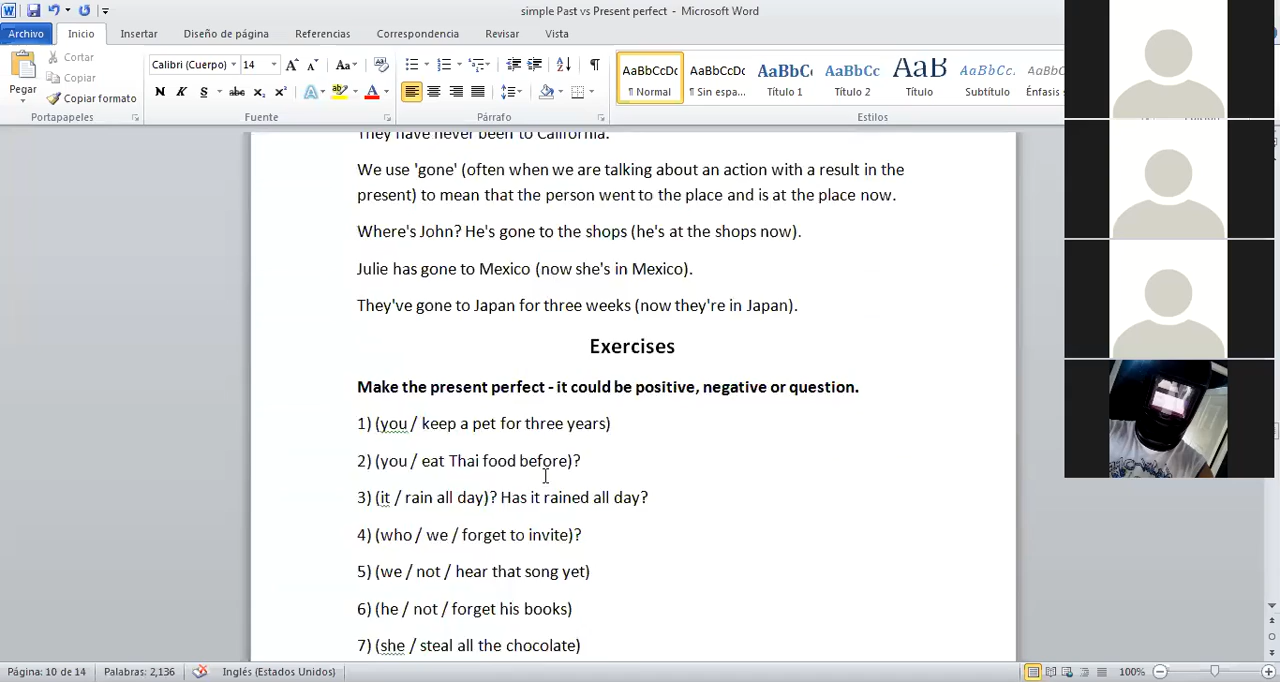 simple Past vs Present perfect - Microsoft Word
Archivo Inicio Insertar Diseño de página Referencias Correspondencia Revisar Vista
Pegar
Cortar
Copiar
Copiar formato
Portapapeles
Calibri (Cuerpo) 14
N K S abc x₂ x² A ab A
Fuente
Párrafo
AaBbCcDc AaBbCcDc AaBbC AaBbCc AaB AaBbCc. AaBbC
¶ Normal ¶ Sin espa... Título 1 Título 2 Título Subtítulo Énfasis
Estilos
They have never been to California.
We use 'gone' (often when we are talking about an action with a result in the
present) to mean that the person went to the place and is at the place now.
Where's John? He's gone to the shops (he's at the shops now).
Julie has gone to Mexico (now she's in Mexico).
They've gone to Japan for three weeks (now they're in Japan).
Exercises
Make the present perfect - it could be positive, negative or question.
1) (you / keep a pet for three years)
2) (you / eat Thai food before)?
3) (it / rain all day)? Has it rained all day?
4) (who / we / forget to invite)?
5) (we / not / hear that song yet)
6) (he / not / forget his books)
7) (she / steal all the chocolate)
Página: 10 de 14 Palabras: 2,136 Inglés (Estados Unidos) 100%